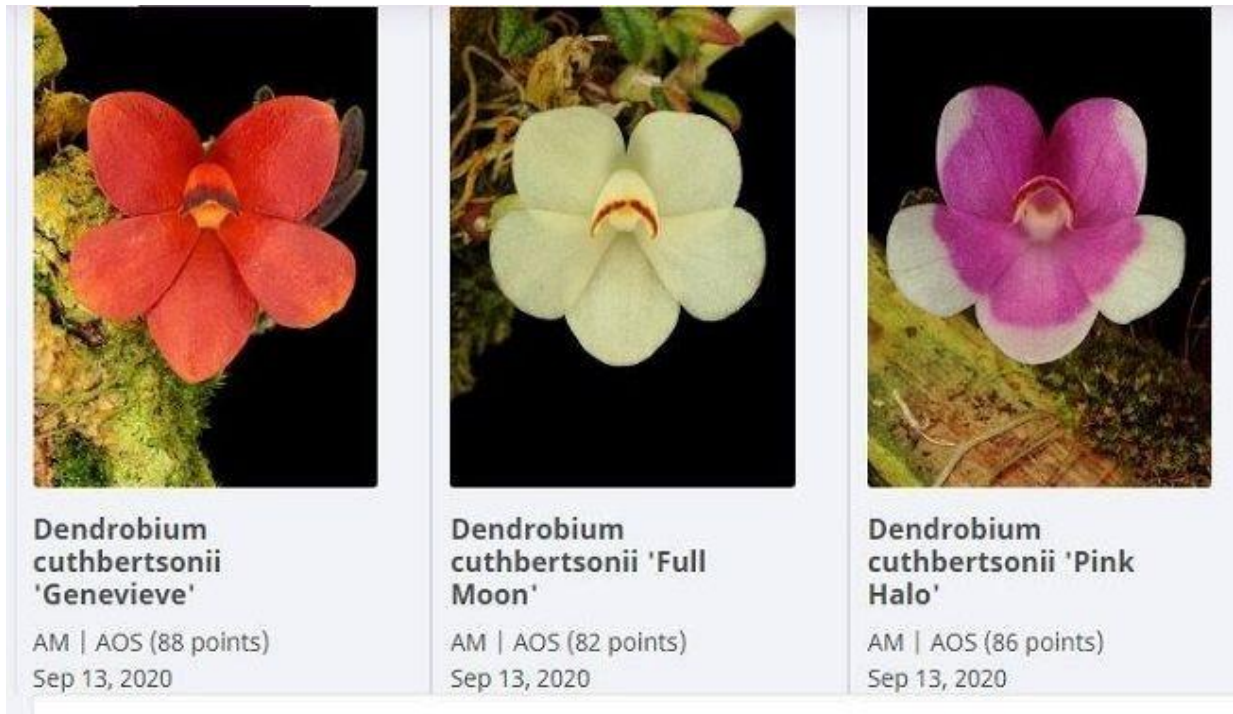 Dendrobium
cuthbertsonii
'Genevieve'
AM | AOS (88 points)
Sep 13, 2020
Dendrobium
cuthbertsonii 'Full
Moon'
AM | AOS (82 points)
Sep 13, 2020
Dendrobium
cuthbertsonii 'Pink
Halo'
AM | AOS (86 points)
Sep 13, 2020